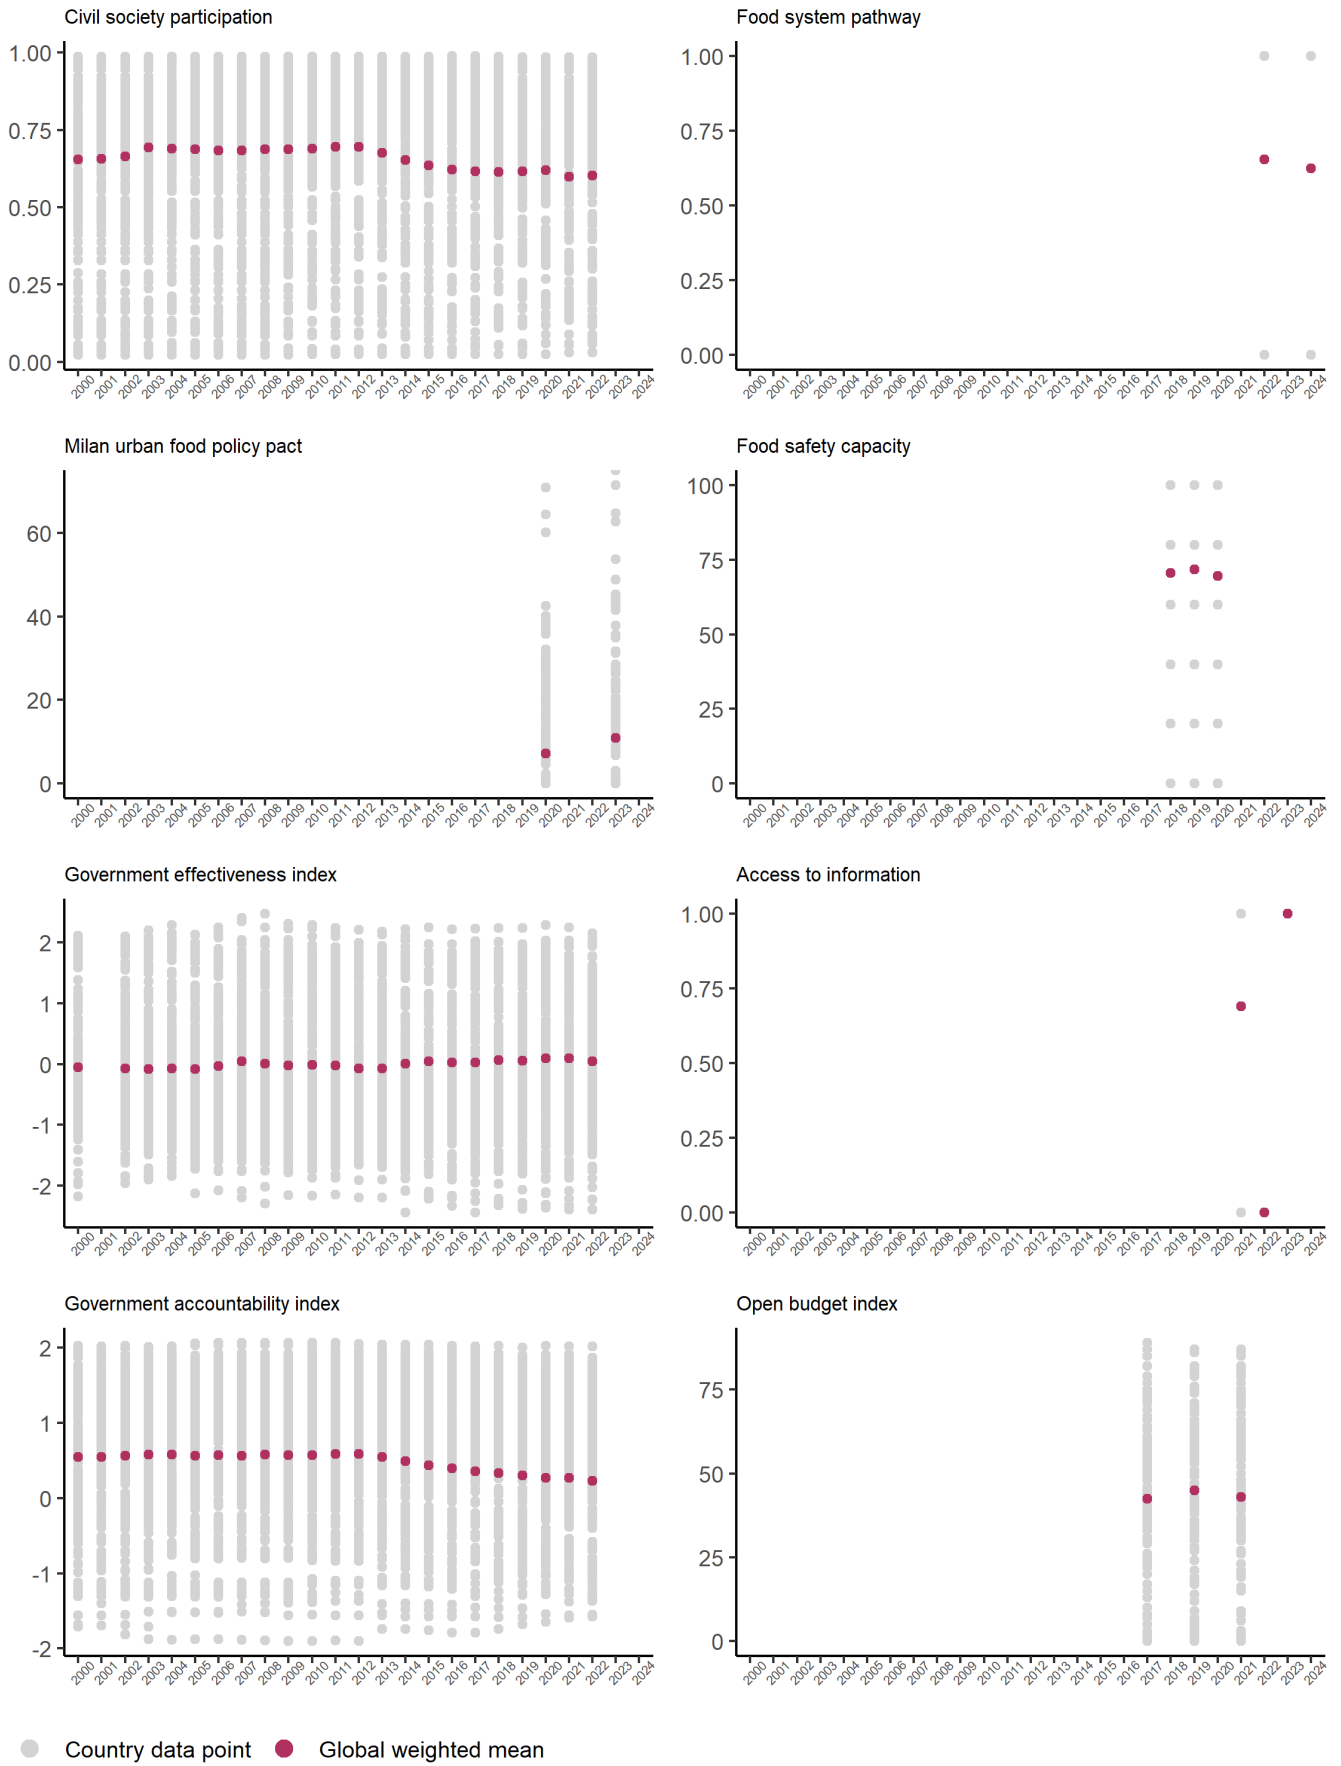 Civil society participation
1.00
0.75
0.50
0.25
0.00
2000 2001 2002 2003 2004 2005 2006 2007 2008 2009 2010 2011 2012 2013 2014 2015 2016 2017 2018 2019 2020 2021 2022 2023 2024
Food system pathway
1.00
0.75
0.50
0.25
0.00
2000 2001 2002 2003 2004 2005 2006 2007 2008 2009 2010 2011 2012 2013 2014 2015 2016 2017 2018 2019 2020 2021 2022 2023 2024
Milan urban food policy pact
60
40
20
0
2000 2001 2002 2003 2004 2005 2006 2007 2008 2009 2010 2011 2012 2013 2014 2015 2016 2017 2018 2019 2020 2021 2022 2023 2024
Food safety capacity
100
75
50
25
0
2000 2001 2002 2003 2004 2005 2006 2007 2008 2009 2010 2011 2012 2013 2014 2015 2016 2017 2018 2019 2020 2021 2022 2023 2024
Government effectiveness index
2
1
0
-1
-2
2000 2001 2002 2003 2004 2005 2006 2007 2008 2009 2010 2011 2012 2013 2014 2015 2016 2017 2018 2019 2020 2021 2022 2023 2024
Access to information
1.00
0.75
0.50
0.25
0.00
2000 2001 2002 2003 2004 2005 2006 2007 2008 2009 2010 2011 2012 2013 2014 2015 2016 2017 2018 2019 2020 2021 2022 2023 2024
Government accountability index
2
1
0
-1
-2
2000 2001 2002 2003 2004 2005 2006 2007 2008 2009 2010 2011 2012 2013 2014 2015 2016 2017 2018 2019 2020 2021 2022 2023 2024
Open budget index
75
50
25
0
2000 2001 2002 2003 2004 2005 2006 2007 2008 2009 2010 2011 2012 2013 2014 2015 2016 2017 2018 2019 2020 2021 2022 2023 2024
Country data point Global weighted mean